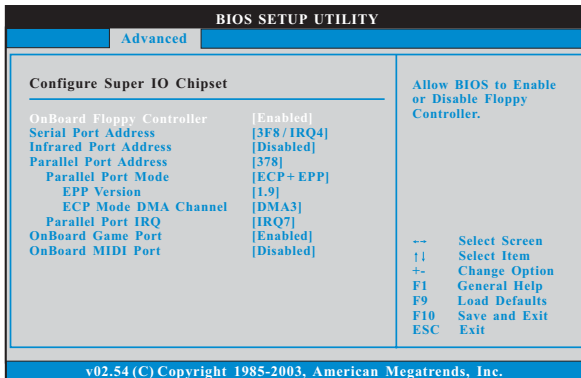 BIOS SETUP UTILITY
Advanced
Configure Super IO Chipset
OnBoard Floppy Controller [Enabled]
Serial Port Address [3F8 / IRQ4]
Infrared Port Address [Disabled]
Parallel Port Address [378]
Parallel Port Mode [ECP + EPP]
EPP Version [1.9]
ECP Mode DMA Channel [DMA3]
Parallel Port IRQ [IRQ7]
OnBoard Game Port [Enabled]
OnBoard MIDI Port [Disabled]
Allow BIOS to Enable
or Disable Floppy
Controller.
←→ Select Screen
↑↓ Select Item
+- Change Option
F1 General Help
F9 Load Defaults
F10 Save and Exit
ESC Exit
v02.54 (C) Copyright 1985-2003, American Megatrends, Inc.